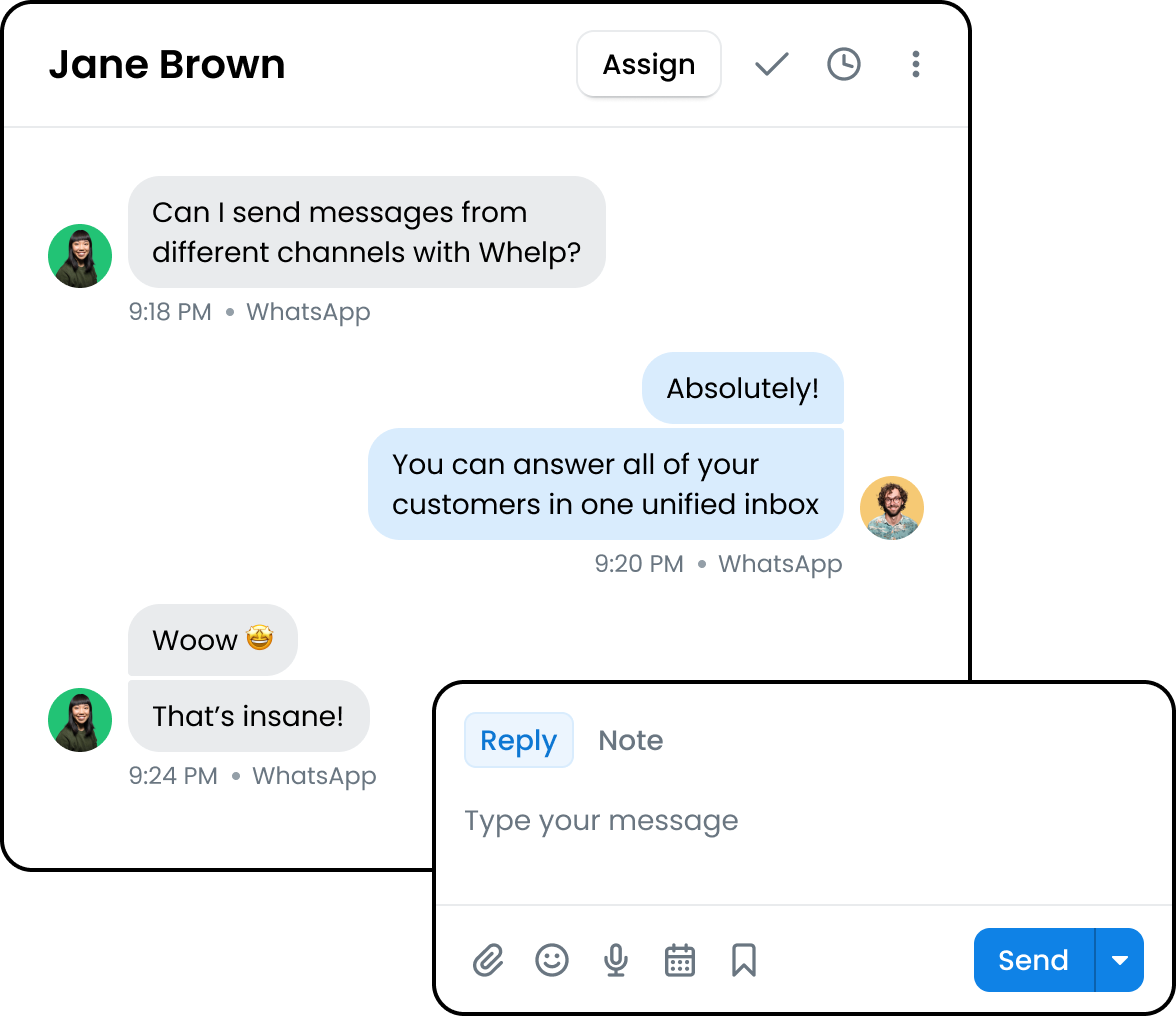 Jane Brown
Assign
Can I send messages from
different channels with Whelp?
9:18 PM • WhatsApp
Absolutely!
You can answer all of your
customers in one unified inbox
9:20 PM • WhatsApp
Woow 🤩
That’s insane!
9:24 PM • WhatsApp
Reply Note
Type your message
Send